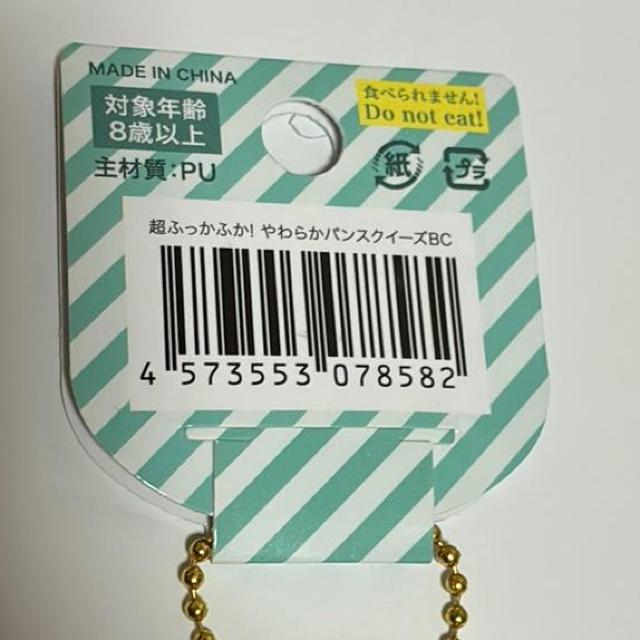 MADE IN CHINA
対象年齢
8歳以上
主材質:PU
食べられません!
Do not eat!
紙
プラ
超ふっかふか! やわらかパンスクイーズBC
4 573553 078582